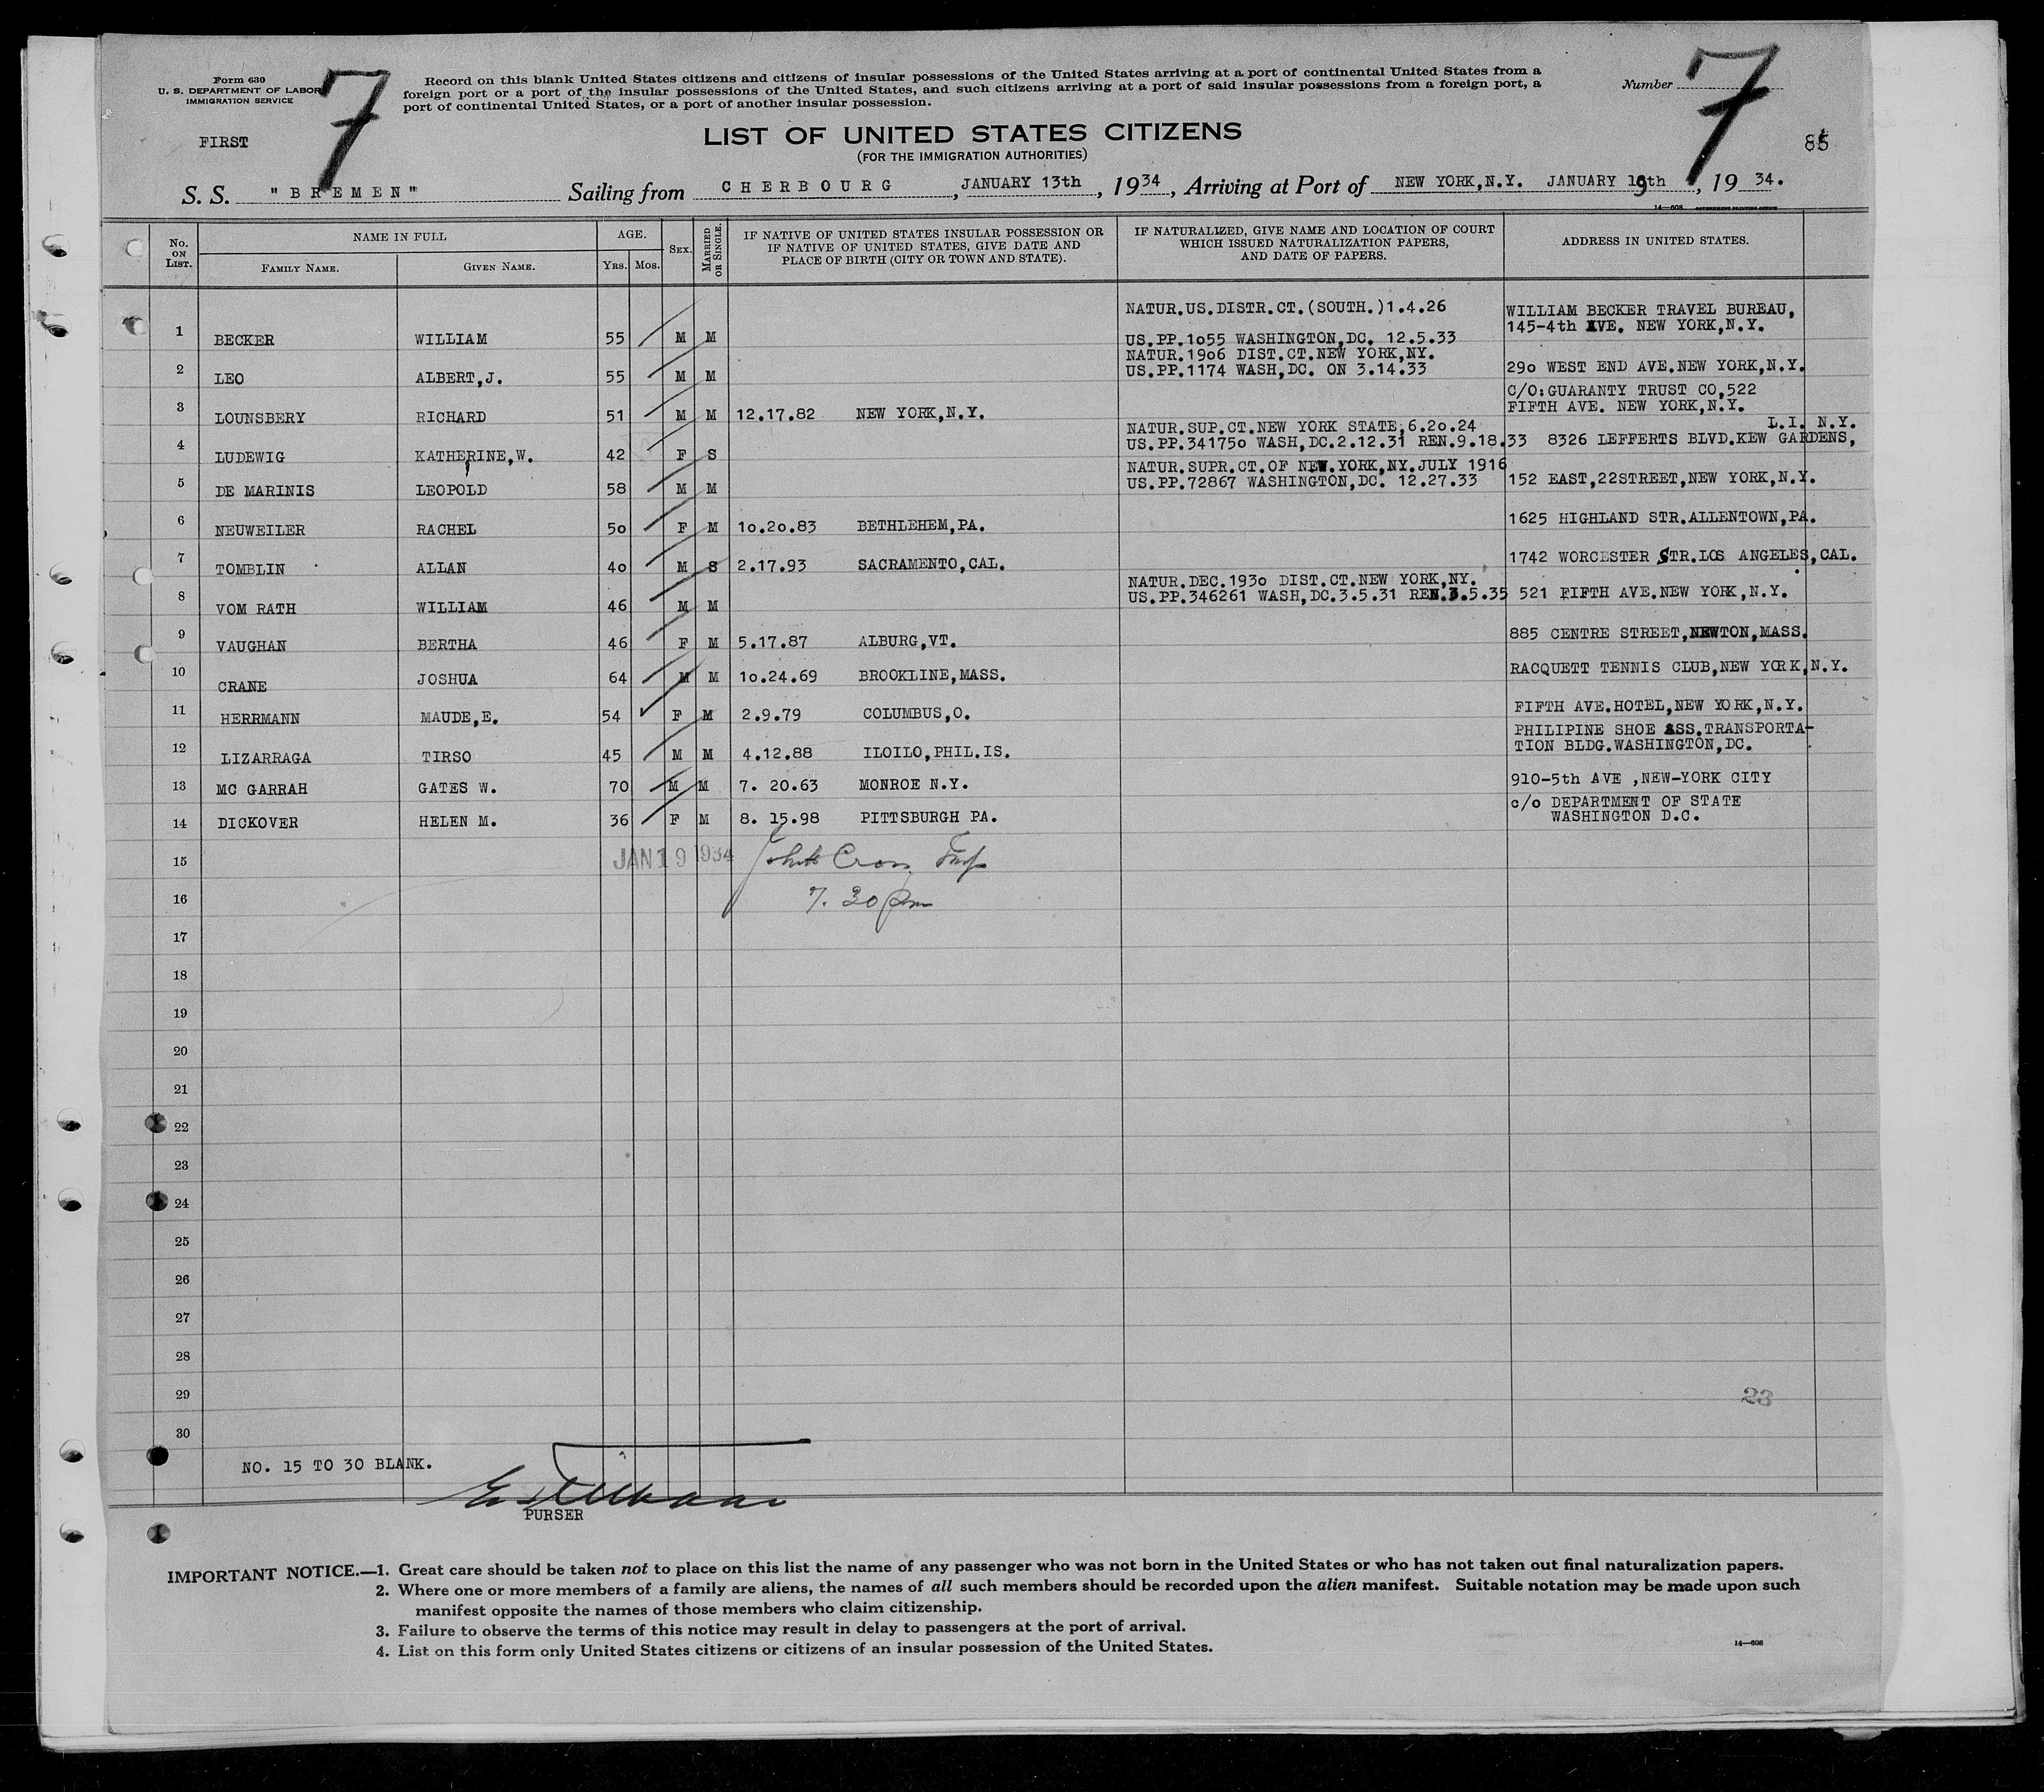 Form 630
U. S. DEPARTMENT OF LABOR
IMMIGRATION SERVICE
7
Record on this blank United States citizens and citizens of insular possessions of the United States arriving at a port of continental United States from a
foreign port or a port of the insular possessions of the United States, and such citizens arriving at a port of said insular possessions from a foreign port, a
port of continental United States, or a port of another insular possession.
Number 7
FIRST
LIST OF UNITED STATES CITIZENS
(FOR THE IMMIGRATION AUTHORITIES)
S. S. "BREMEN" Sailing from CHERBOURG, JANUARY 13th, 1934, Arriving at Port of NEW YORK,N.Y. JANUARY 19th, 19 34.
14—608 GOVERNMENT PRINTING OFFICE
No. ON LIST. NAME IN FULL FAMILY NAME. GIVEN NAME. AGE. YRS. MOS. SEX. MARRIED OR SINGLE. IF NATIVE OF UNITED STATES INSULAR POSSESSION OR IF NATIVE OF UNITED STATES, GIVE DATE AND PLACE OF BIRTH (CITY OR TOWN AND STATE). IF NATURALIZED, GIVE NAME AND LOCATION OF COURT WHICH ISSUED NATURALIZATION PAPERS, AND DATE OF PAPERS. ADDRESS IN UNITED STATES.
NATUR.US.DISTR.CT.(SOUTH.)1.4.26 WILLIAM BECKER TRAVEL BUREAU,
145-4th AVE. NEW YORK,N.Y.
1 BECKER WILLIAM 55 M M US.PP.1o55 WASHINGTON,DC. 12.5.33
NATUR.19o6 DIST.CT.NEW YORK,NY.
2 LEO ALBERT,J. 55 M M US.PP.1174 WASH,DC. ON 3.14.33 29o WEST END AVE.NEW YORK,N.Y.
C/O:GUARANTY TRUST CO,522
3 LOUNSBERY RICHARD 51 M M 12.17.82 NEW YORK,N.Y. FIFTH AVE. NEW YORK,N.Y.
NATUR.SUP.CT.NEW YORK STATE,6.2o.24 L.I. N.Y.
4 LUDEWIG KATHERINE,W. 42 F S US.PP.34175o WASH,DC.2.12.31 REN.9.18.33 8326 LEFFERTS BLVD.KEW GARDENS,
NATUR.SUPR.CT.OF NEW.YORK,NY.JULY 1916
5 DE MARINIS LEOPOLD 58 M M US.PP.72867 WASHINGTON,DC. 12.27.33 152 EAST,22STREET,NEW YORK,N.Y.
6 NEUWEILER RACHEL 5o F M 1o.2o.83 BETHLEHEM,PA. 1625 HIGHLAND STR.ALLENTOWN,PA.
7 TOMBLIN ALLAN 4o M S 2.17.93 SACRAMENTO,CAL. 1742 WORCESTER STR.LOS ANGELES,CAL.
NATUR.DEC.193o DIST.CT.NEW YORK,NY.
8 VOM RATH WILLIAM 46 M M US.PP.346261 WASH,DC.3.5.31 REN.3.5.35 521 FIFTH AVE.NEW YORK,N.Y.
9 VAUGHAN BERTHA 46 F M 5.17.87 ALBURG,VT. 885 CENTRE STREET,NEWTON,MASS.
10 CRANE JOSHUA 64 M M 1o.24.69 BROOKLINE,MASS. RACQUETT TENNIS CLUB,NEW YORK,N.Y.
11 HERRMANN MAUDE,E. 54 F M 2.9.79 COLUMBUS,O. FIFTH AVE.HOTEL,NEW YORK,N.Y.
PHILIPINE SHOE ASS.TRANSPORTA-
12 LIZARRAGA TIRSO 45 M M 4.12.88 ILOILO,PHIL.IS. TION BLDG.WASHINGTON,DC.
13 MC GARRAH GATES W. 70 M M 7. 20.63 MONROE N.Y. 910-5th AVE ,NEW-YORK CITY
c/o DEPARTMENT OF STATE
14 DICKOVER HELEN M. 36 F M 8. 15.98 PITTSBURGH PA. WASHINGTON D.C.
15 JAN 19 1934
16 7. 30 pm
17
18
19
20
21
22
23
24
25
26
27
28
29 23
30
NO. 15 TO 30 BLANK.
PURSER
IMPORTANT NOTICE.—1. Great care should be taken not to place on this list the name of any passenger who was not born in the United States or who has not taken out final naturalization papers.
2. Where one or more members of a family are aliens, the names of all such members should be recorded upon the alien manifest. Suitable notation may be made upon such
manifest opposite the names of those members who claim citizenship.
3. Failure to observe the terms of this notice may result in delay to passengers at the port of arrival.
4. List on this form only United States citizens or citizens of an insular possession of the United States.
14—608